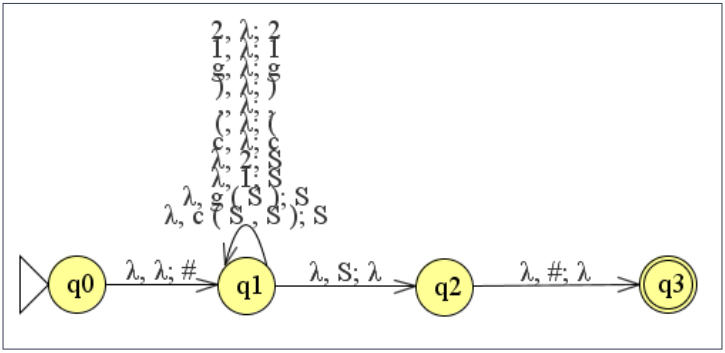 2, λ; 2
1, λ; 1
g, λ; g
), λ; )
,, λ; ,
(, λ; (
c, λ; c
λ, 2; S
λ, 1; S
λ, g ( S ); S
λ, c ( S , S ); S
q0
λ, λ; #
q1
λ, S; λ
q2
λ, #; λ
q3